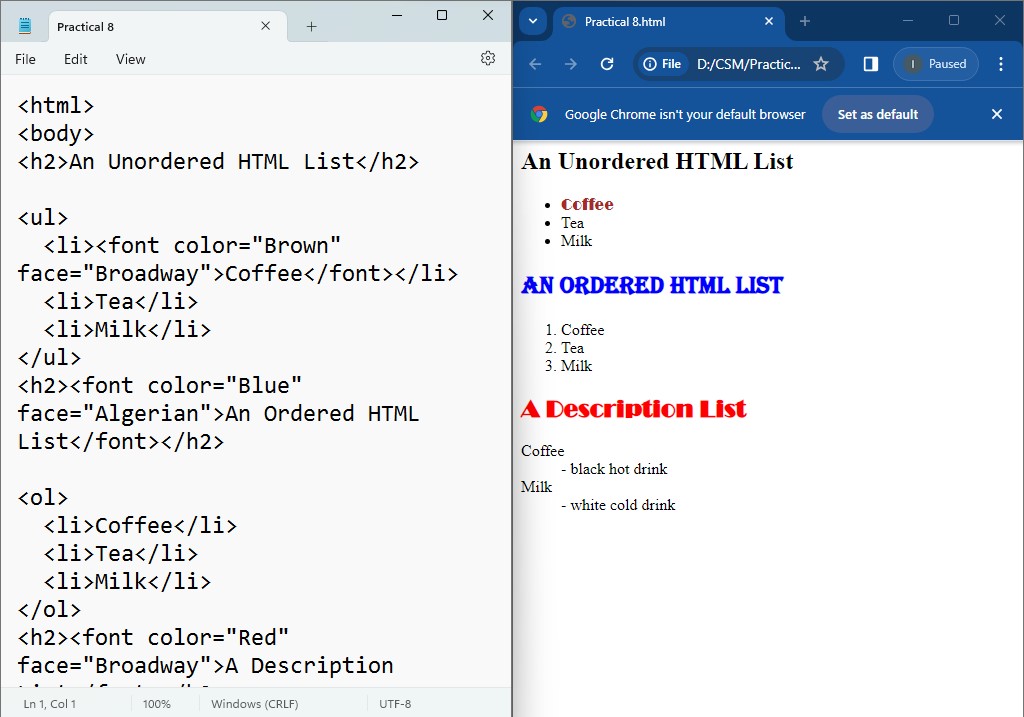 Practical 8
File Edit View
<html>
<body>
<h2>An Unordered HTML List</h2>
<ul>
<li><font color="Brown"
face="Broadway">Coffee</font></li>
<li>Tea</li>
<li>Milk</li>
</ul>
<h2><font color="Blue"
face="Algerian">An Ordered HTML
List</font></h2>
<ol>
<li>Coffee</li>
<li>Tea</li>
<li>Milk</li>
</ol>
<h2><font color="Red"
face="Broadway">A Description
Ln 1, Col 1 100% Windows (CRLF) UTF-8
Practical 8.html
File D:/CSM/Practic... I Paused
Google Chrome isn't your default browser Set as default
An Unordered HTML List
• Coffee
• Tea
• Milk
AN ORDERED HTML LIST
1. Coffee
2. Tea
3. Milk
A Description List
Coffee
- black hot drink
Milk
- white cold drink